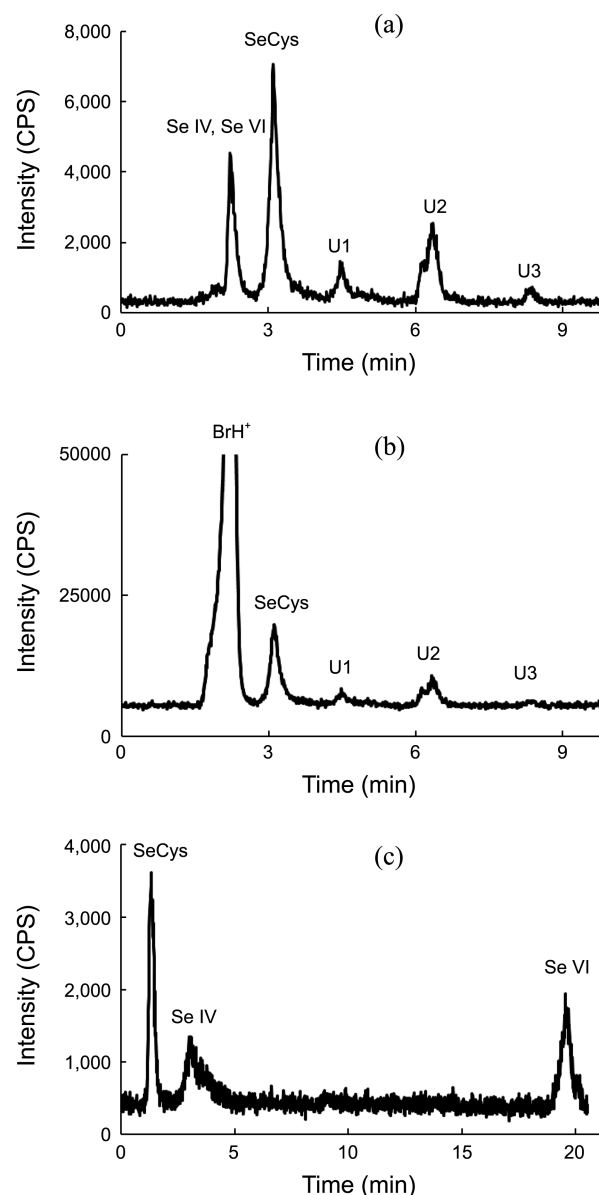 (a)
8,000
SeCys
6,000
Se IV, Se VI
4,000
Intensity (CPS)
U2
2,000
U1
U3
0
0 3 6 9
Time (min)
BrH⁺
(b)
50000
Intensity (CPS)
25000
SeCys
U1
U2
U3
0
0 3 6 9
Time (min)
4,000
SeCys
(c)
3,000
Intensity (CPS)
2,000
Se IV
Se VI
1,000
0
0 5 10 15 20
Time (min)